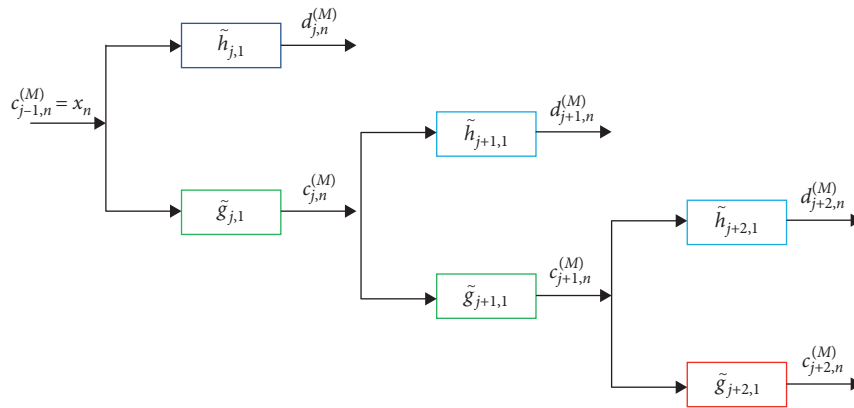 d_{j,n}^{(M)}
h̃_{j,1}
c_{j−1,n}^{(M)} = x_n
d_{j+1,n}^{(M)}
h̃_{j+1,1}
c_{j,n}^{(M)}
g̃_{j,1}
d_{j+2,n}^{(M)}
h̃_{j+2,1}
c_{j+1,n}^{(M)}
g̃_{j+1,1}
c_{j+2,n}^{(M)}
g̃_{j+2,1}